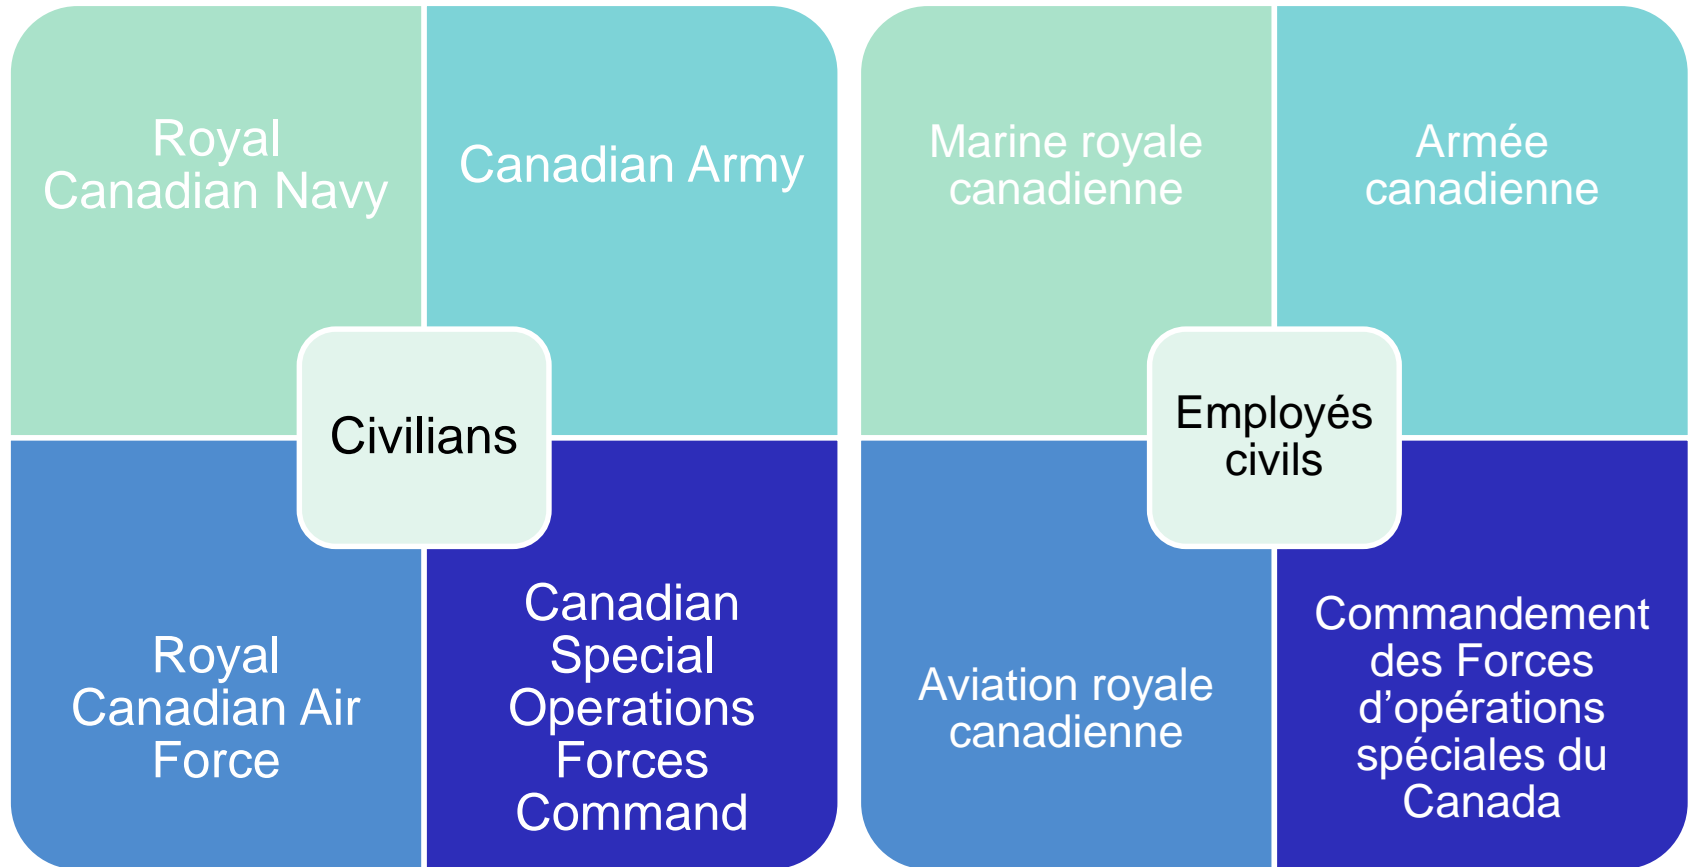 Royal
Canadian Navy
Canadian Army
Civilians
Royal
Canadian Air
Force
Canadian
Special
Operations
Forces
Command
Marine royale
canadienne
Armée
canadienne
Employés
civils
Aviation royale
canadienne
Commandement
des Forces
d’opérations
spéciales du
Canada